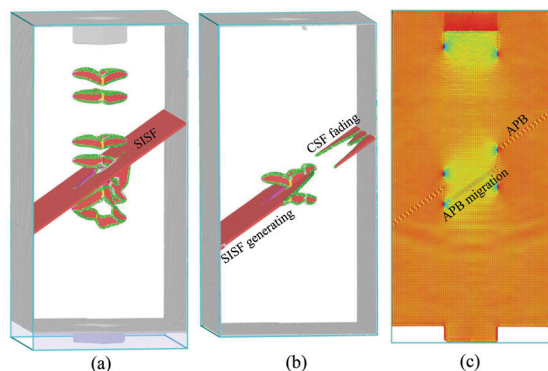 SISF
CSF fading
SISF generating
APB
APB migration
(a)
(b)
(c)